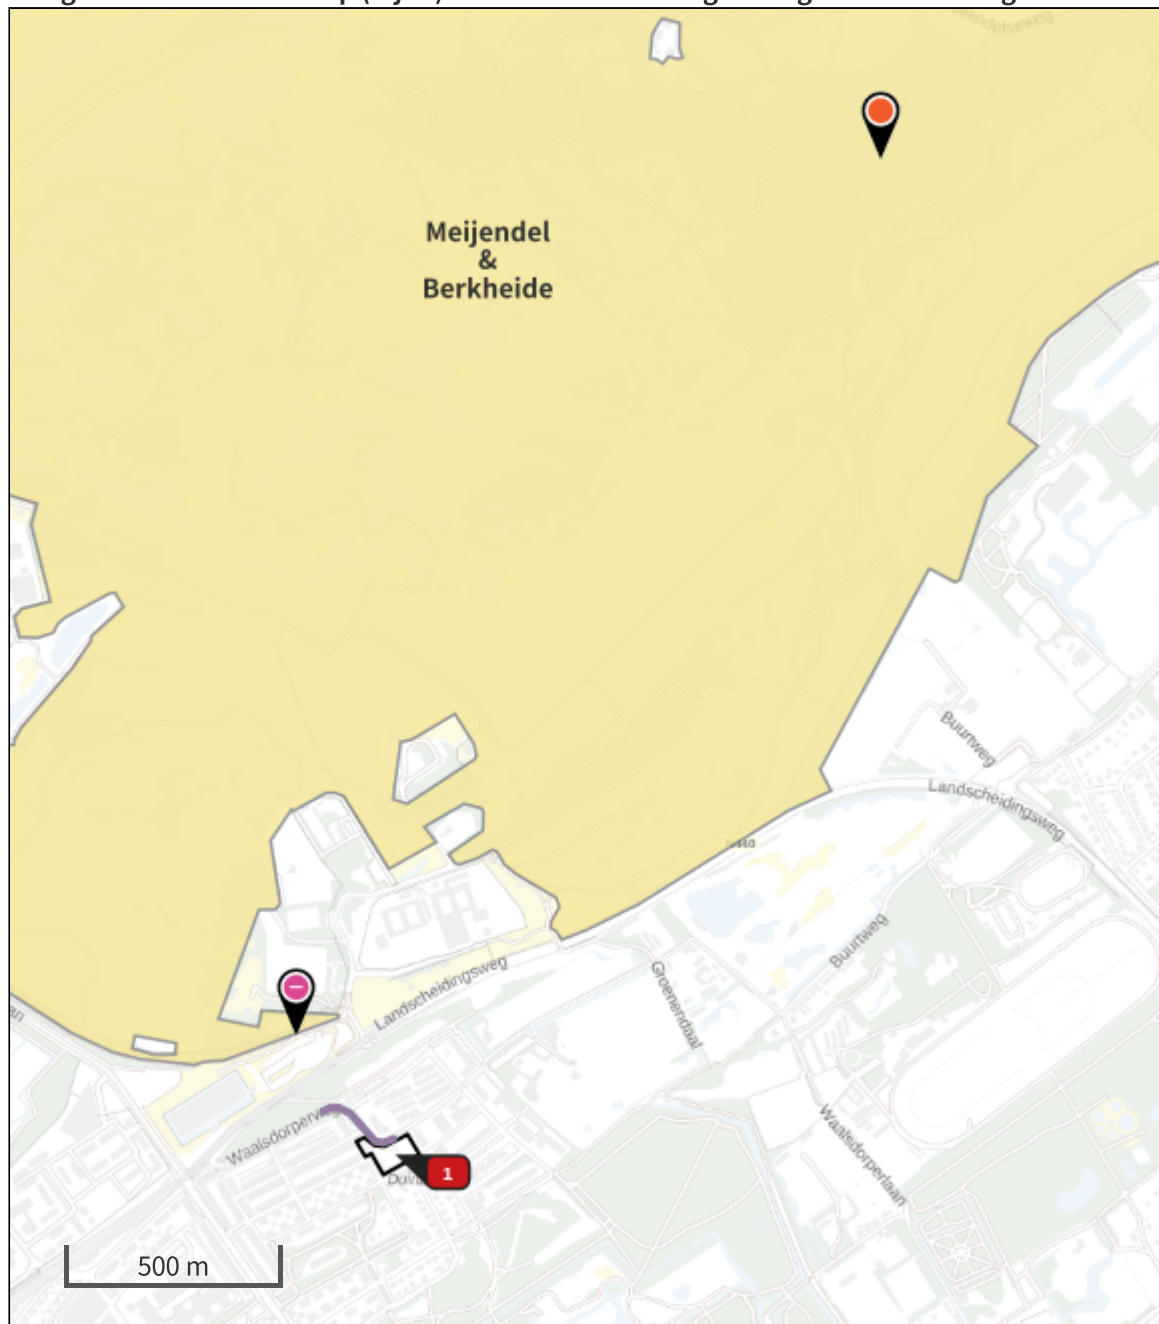 Meijendel
&
Berkheide
Buurtweg
Landscheidingsweg
Buurtweg
Landscheidingsweg
Groenendaal
Waalsdorperweg
Waalsdorperlaan
1
500 m